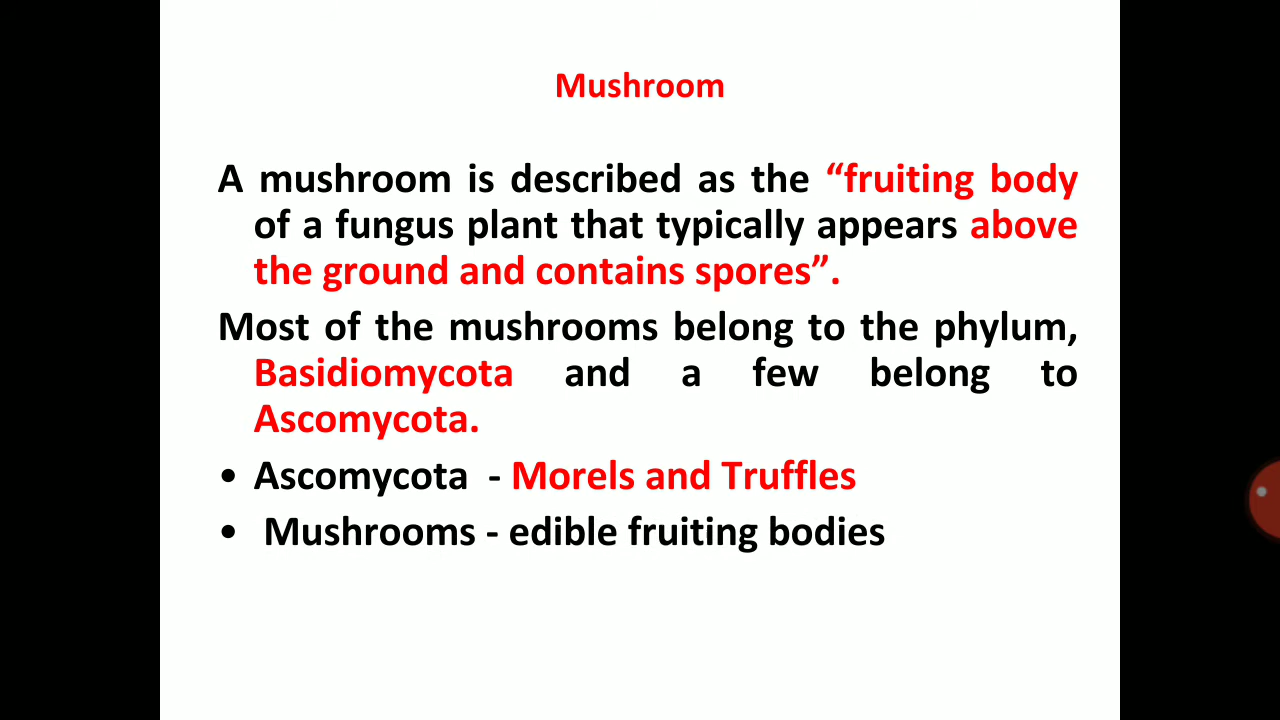 Mushroom
A mushroom is described as the “fruiting body
of a fungus plant that typically appears above
the ground and contains spores”.
Most of the mushrooms belong to the phylum,
Basidiomycota and a few belong to
Ascomycota.
• Ascomycota - Morels and Truffles
• Mushrooms - edible fruiting bodies